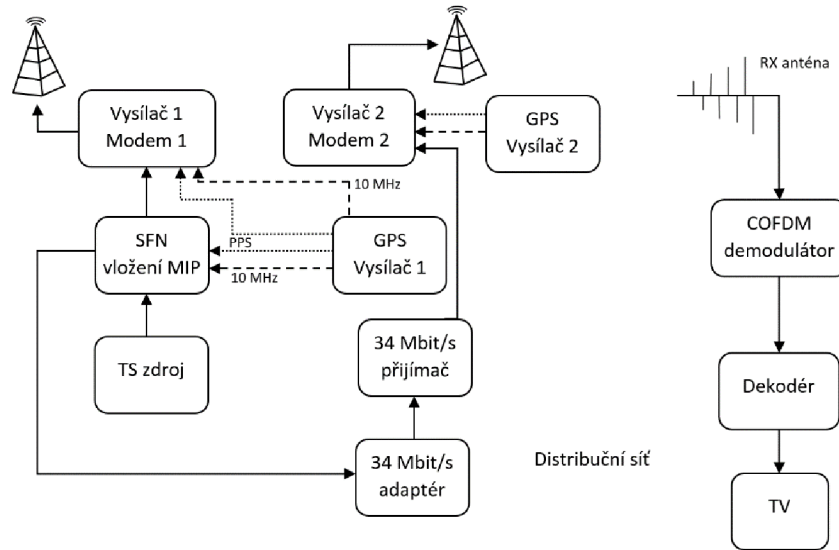 RX anténa
Vysílač 1
Modem 1
Vysílač 2
Modem 2
GPS
Vysílač 2
10 MHz
SFN
vložení MIP
PPS
10 MHz
GPS
Vysílač 1
COFDM
demodulátor
TS zdroj
34 Mbit/s
přijímač
Dekodér
34 Mbit/s
adaptér
Distribuční síť
TV